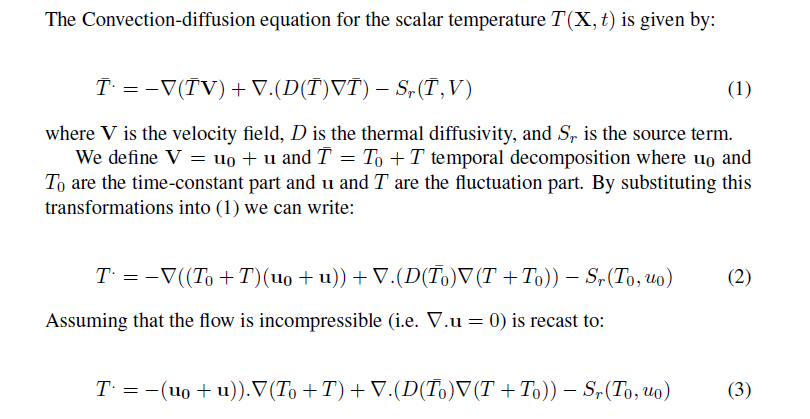 The Convection-diffusion equation for the scalar temperature T(X, t) is given by:
T̄˙ = −∇(T̄V) + ∇.(D(T̄)∇T̄) − Sᵣ(T̄, V) (1)
where V is the velocity field, D is the thermal diffusivity, and Sᵣ is the source term.
We define V = u₀ + u and T̄ = T₀ + T temporal decomposition where u₀ and
T₀ are the time-constant part and u and T are the fluctuation part. By substituting this
transformations into (1) we can write:
T˙ = −∇((T₀ + T)(u₀ + u)) + ∇.(D(T̄₀)∇(T + T₀)) − Sᵣ(T₀, u₀) (2)
Assuming that the flow is incompressible (i.e. ∇.u = 0) is recast to:
T˙ = −(u₀ + u)).∇(T₀ + T) + ∇.(D(T̄₀)∇(T + T₀)) − Sᵣ(T₀, u₀) (3)